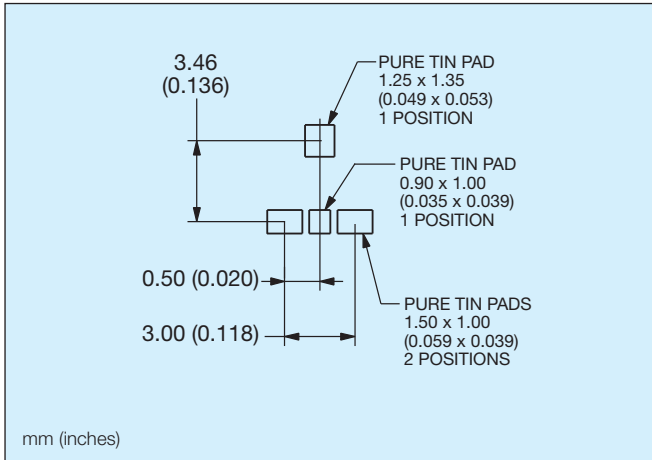 3.46
(0.136)
PURE TIN PAD
1.25 x 1.35
(0.049 x 0.053)
1 POSITION
PURE TIN PAD
0.90 x 1.00
(0.035 x 0.039)
1 POSITION
0.50 (0.020)
3.00 (0.118)
PURE TIN PADS
1.50 x 1.00
(0.059 x 0.039)
2 POSITIONS
mm (inches)